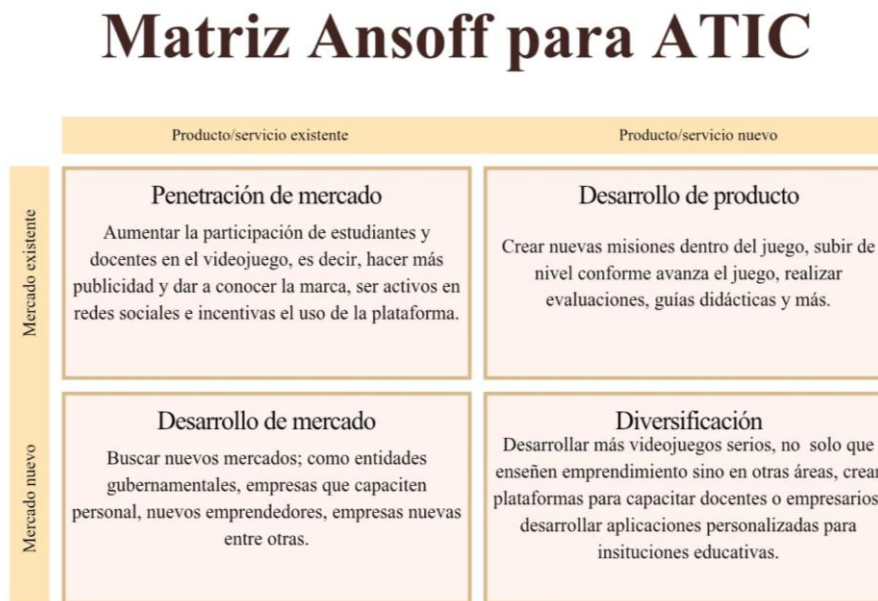 Matriz Ansoff para ATIC
Producto/servicio existente
Producto/servicio nuevo
Mercado existente
Penetración de mercado
Aumentar la participación de estudiantes y
docentes en el videojuego, es decir, hacer más
publicidad y dar a conocer la marca, ser activos en
redes sociales e incentivas el uso de la plataforma.
Desarrollo de producto
Crear nuevas misiones dentro del juego, subir de
nivel conforme avanza el juego, realizar
evaluaciones, guías didácticas y más.
Mercado nuevo
Desarrollo de mercado
Buscar nuevos mercados; como entidades
gubernamentales, empresas que capaciten
personal, nuevos emprendedores, empresas nuevas
entre otras.
Diversificación
Desarrollar más videojuegos serios, no solo que
enseñen emprendimiento sino en otras áreas, crear
plataformas para capacitar docentes o empresarios
desarrollar aplicaciones personalizadas para
insituciones educativas.